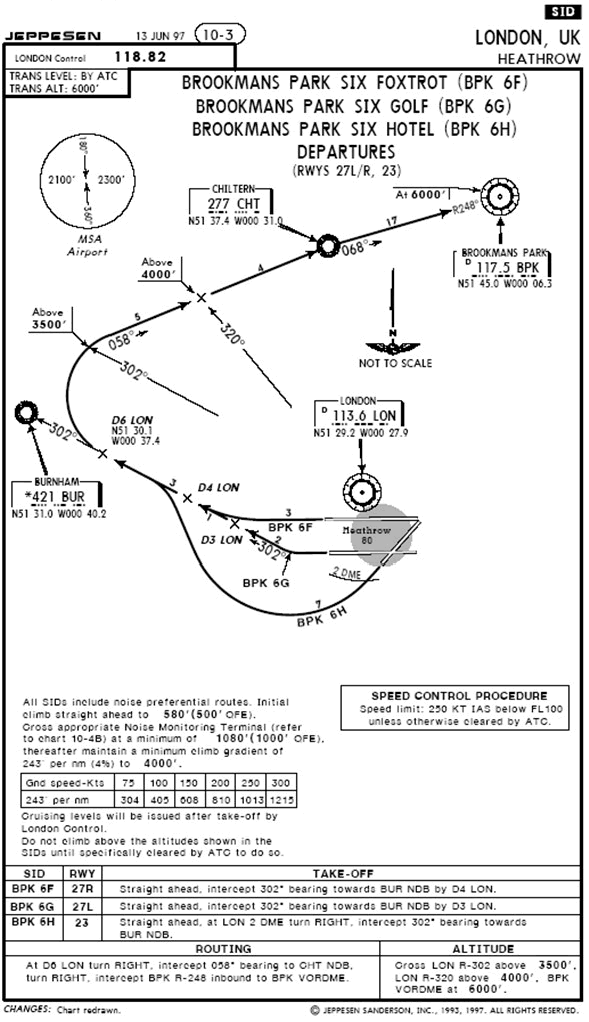 SID
JEPPESEN 13 JUN 97 10-3 LONDON, UK
LONDON Control 118.82 HEATHROW
TRANS LEVEL: BY ATC
TRANS ALT: 6000'
BROOKMANS PARK SIX FOXTROT (BPK 6F)
BROOKMANS PARK SIX GOLF (BPK 6G)
BROOKMANS PARK SIX HOTEL (BPK 6H)
DEPARTURES
(RWYS 27L/R, 23)
180°
2100' 2300'
360°
MSA
Airport
CHILTERN
277 CHT
N51 37.4 W000 31.0
At 6000'
R248°
17
068°
BROOKMANS PARK
D 117.5 BPK
N51 45.0 W000 06.3
Above
4000'
4
Above
3500'
5
058°
320°
302°
N
NOT TO SCALE
LONDON
D 113.6 LON
N51 29.2 W000 27.9
302°
D6 LON
N51 30.1
W000 37.4
BURNHAM
*421 BUR
N51 31.0 W000 40.2
3
D4 LON
1
3
BPK 6F
Heathrow
80
D3 LON
2
302°
BPK 6G
2 DME
7
BPK 6H
All SIDs include noise preferential routes. Initial
climb straight ahead to 580'(500' QFE).
Cross appropriate Noise Monitoring Terminal (refer
to chart 10-4B) at a minimum of 1080'(1000' QFE),
thereafter maintain a minimum climb gradient of
243' per nm (4%) to 4000'.
SPEED CONTROL PROCEDURE
Speed limit: 250 KT IAS below FL100
unless otherwise cleared by ATC.
Gnd speed-Kts 75 100 150 200 250 300
243' per nm 304 405 608 810 1013 1215
Cruising levels will be issued after take-off by
London Control.
Do not climb above the altitudes shown in the
SIDs until specifically cleared by ATC to do so.
SID RWY TAKE-OFF
BPK 6F 27R Straight ahead, intercept 302° bearing towards BUR NDB by D4 LON.
BPK 6G 27L Straight ahead, intercept 302° bearing towards BUR NDB by D3 LON.
BPK 6H 23 Straight ahead, at LON 2 DME turn RIGHT, intercept 302° bearing towards
BUR NDB.
ROUTING ALTITUDE
At D6 LON turn RIGHT, intercept 058° bearing to CHT NDB, Cross LON R-302 above 3500',
turn RIGHT, intercept BPK R-248 inbound to BPK VORDME. LON R-320 above 4000', BPK
VORDME at 6000'.
CHANGES: Chart redrawn. © JEPPESEN SANDERSON, INC., 1993, 1997. ALL RIGHTS RESERVED.